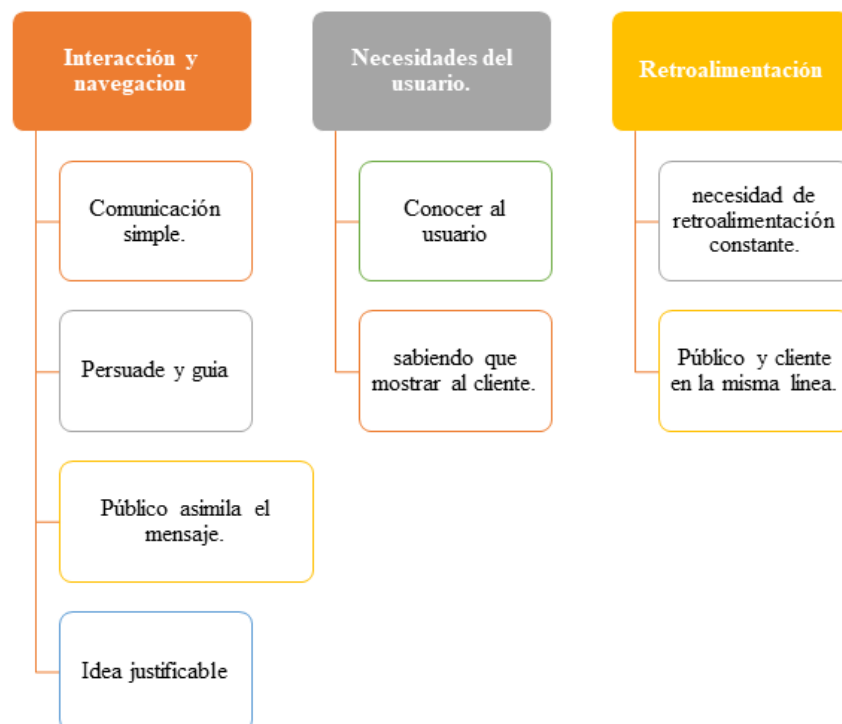 Interacción y
navegacion
Comunicación
simple.
Persuade y guia
Público asimila el
mensaje.
Idea justificable
Necesidades del
usuario.
Conocer al
usuario
sabiendo que
mostrar al cliente.
Retroalimentación
necesidad de
retroalimentación
constante.
Público y cliente
en la misma línea.